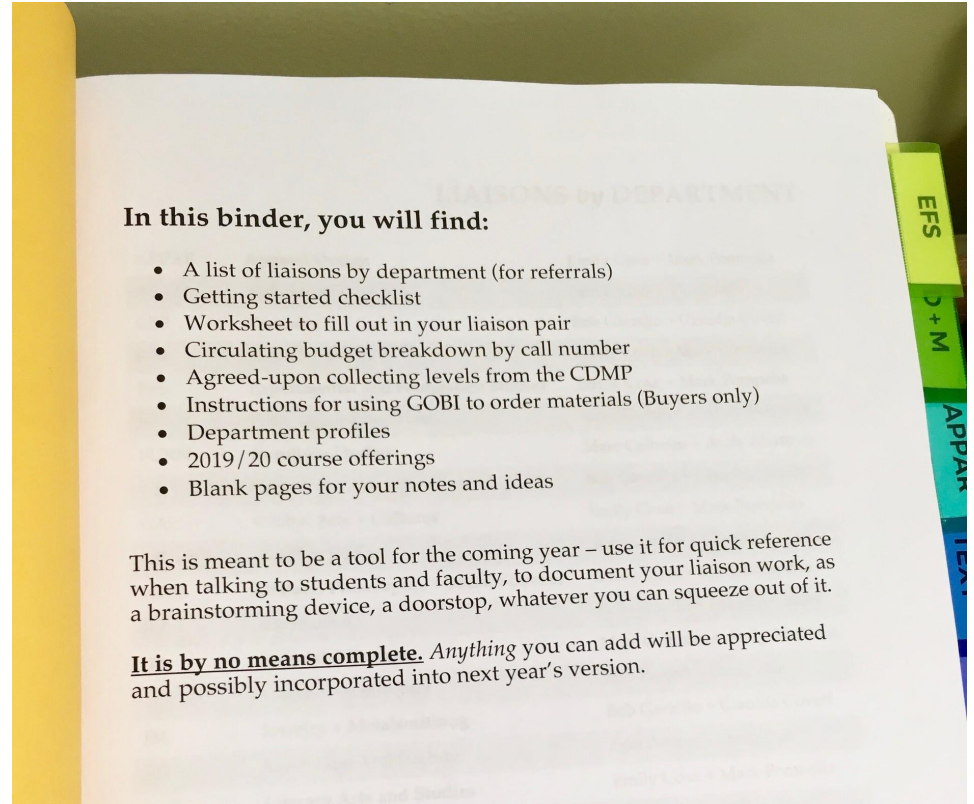 LIAISONS by DEPARTMENT
In this binder, you will find:
• A list of liaisons by department (for referrals)
• Getting started checklist
• Worksheet to fill out in your liaison pair
• Circulating budget breakdown by call number
• Agreed-upon collecting levels from the CDMP
• Instructions for using GOBI to order materials (Buyers only)
• Department profiles
• 2019/20 course offerings
• Blank pages for your notes and ideas
This is meant to be a tool for the coming year – use it for quick reference
when talking to students and faculty, to document your liaison work, as
a brainstorming device, a doorstop, whatever you can squeeze out of it.
It is by no means complete. Anything you can add will be appreciated
and possibly incorporated into next year's version.
EFS
+ M
APPAR